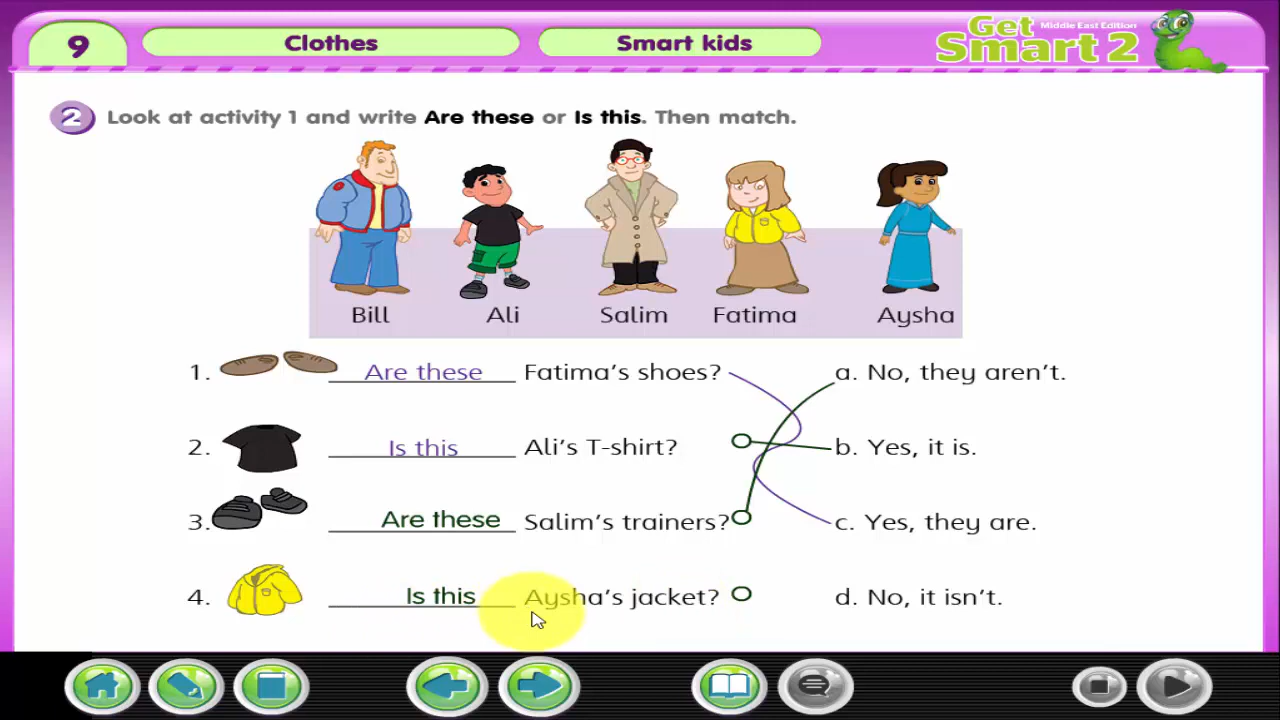 9
Clothes
Smart kids
Get
Middle East Edition
Smart 2
2 Look at activity 1 and write Are these or Is this. Then match.
Bill Ali Salim Fatima Aysha
1. Are these Fatima's shoes? a. No, they aren't.
2. Is this Ali's T-shirt? b. Yes, it is.
3. Are these Salim's trainers? c. Yes, they are.
4. Is this Aysha's jacket? d. No, it isn't.